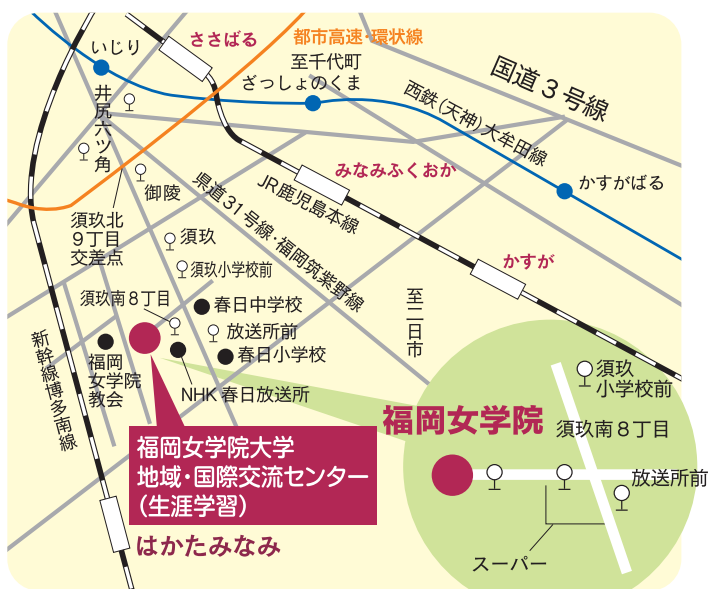 都市高速・環状線
ささばる
いじり
至千代町
ざっしょのくま
国道3号線
西鉄(天神)大牟田線
井尻六ツ角
みなみふくおか
かすがばる
御陵
JR鹿児島本線
県道31号線・福岡筑紫野線
須玖北
9丁目
交差点
須玖
かすが
須玖小学校前
至二日市
須玖南8丁目
春日中学校
放送所前
春日小学校
新幹線博多南線
福岡
女学院
教会
NHK春日放送所
須玖
小学校前
福岡女学院
須玖南8丁目
福岡女学院大学
地域・国際交流センター
(生涯学習)
放送所前
はかたみなみ
スーパー